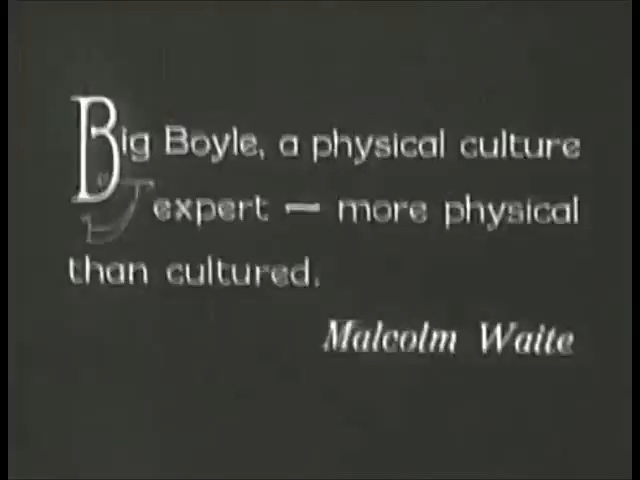 Big Boyle, a physical culture
expert — more physical
than cultured.
Malcolm Waite